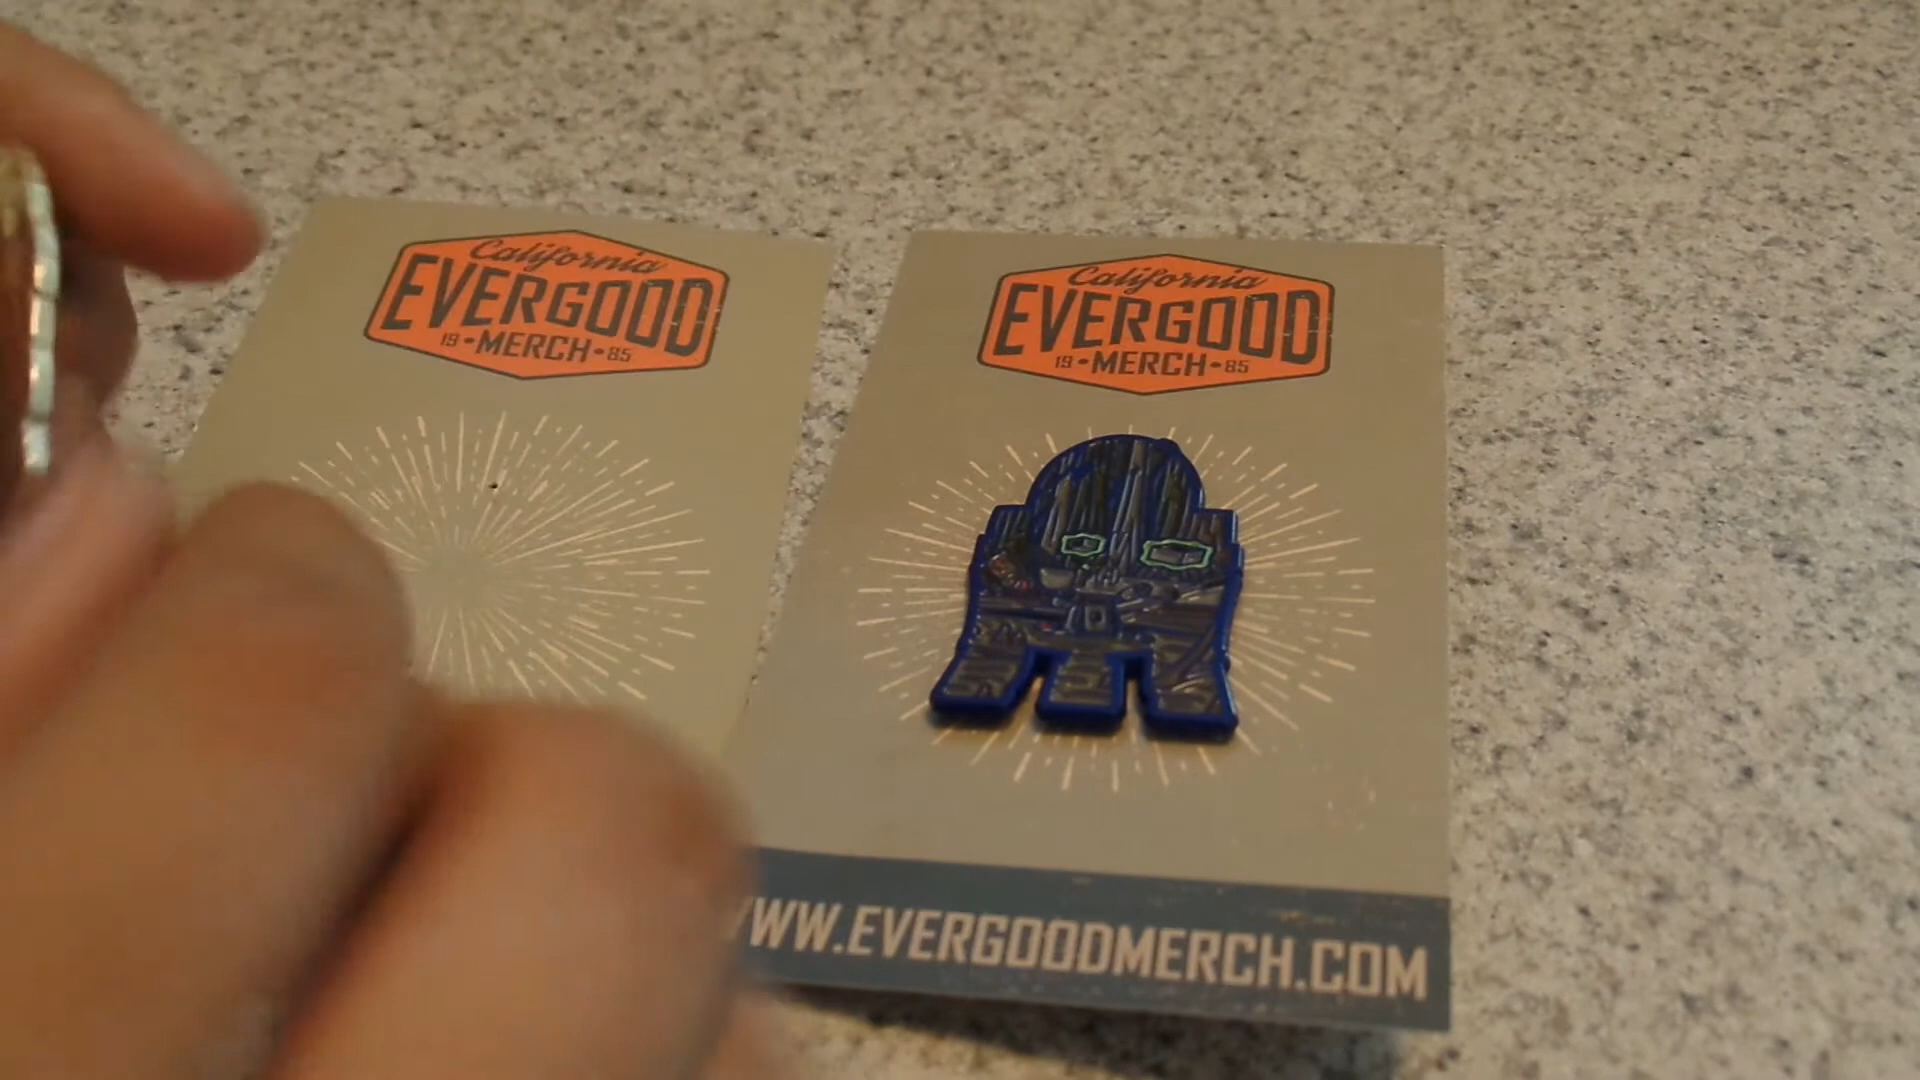 California
EVERGOOD
19 • MERCH • 85
California
EVERGOOD
19 • MERCH • 85
WWW.EVERGOODMERCH.COM